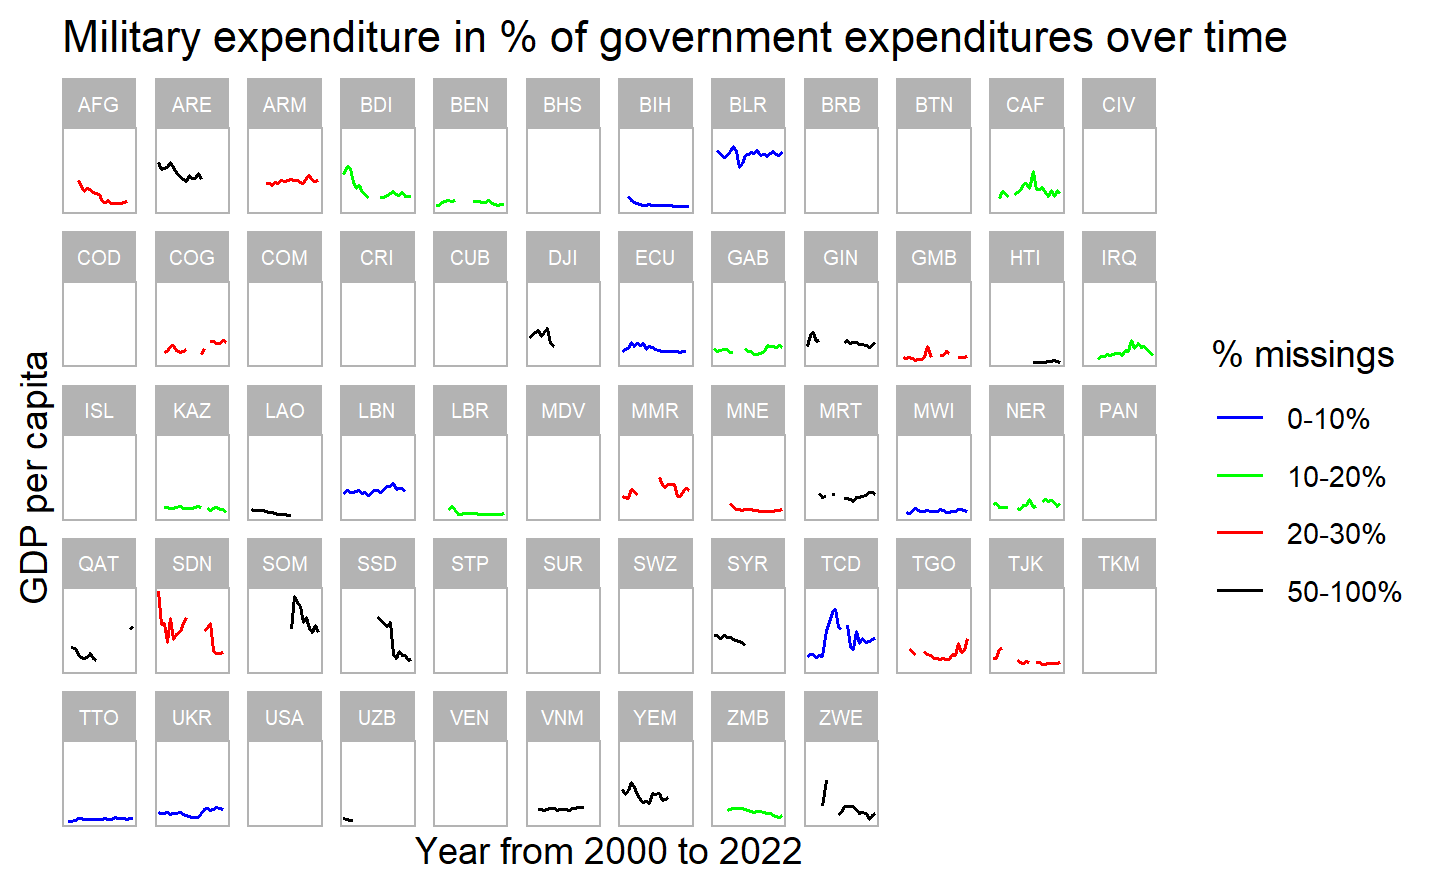 Military expenditure in % of government expenditures over time
AFG ARE ARM BDI BEN BHS BIH BLR BRB BTN CAF CIV
COD COG COM CRI CUB DJI ECU GAB GIN GMB HTI IRQ
ISL KAZ LAO LBN LBR MDV MMR MNE MRT MWI NER PAN
QAT SDN SOM SSD STP SUR SWZ SYR TCD TGO TJK TKM
TTO UKR USA UZB VEN VNM YEM ZMB ZWE
GDP per capita
Year from 2000 to 2022
% missings
0-10%
10-20%
20-30%
50-100%